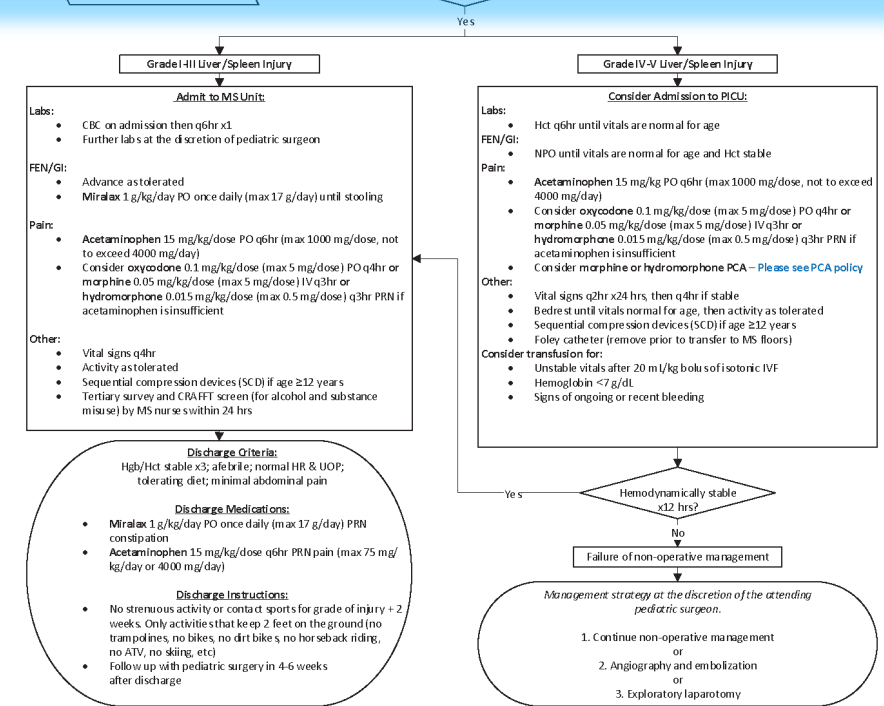 Yes
Grade I-III Liver/Spleen Injury
Admit to MS Unit:
Labs:
• CBC on admission then q6hr x1
• Further labs at the discretion of pediatric surgeon
FEN/GI:
• Advance as tolerated
• Miralax 1 g/kg/day PO once daily (max 17 g/day) until stooling
Pain:
• Acetaminophen 15 mg/kg/dose PO q6hr (max 1000 mg/dose, not
to exceed 4000 mg/day)
• Consider oxycodone 0.1 mg/kg/dose (max 5 mg/dose) PO q4hr or
morphine 0.05 mg/kg/dose (max 5 mg/dose) IV q3hr or
hydromorphone 0.015 mg/kg/dose (max 0.5 mg/dose) q3hr PRN if
acetaminophen is insufficient
Other:
• Vital signs q4hr
• Activity as tolerated
• Sequential compression devices (SCD) if age ≥12 years
• Tertiary survey and CRAFFT screen (for alcohol and substance
misuse) by MS nurses within 24 hrs
Discharge Criteria:
Hgb/Hct stable x3; afebrile; normal HR & UOP;
tolerating diet; minimal abdominal pain
Discharge Medications:
• Miralax 1 g/kg/day PO once daily (max 17 g/day) PRN
constipation
• Acetaminophen 15 mg/kg/dose q6hr PRN pain (max 75 mg/
kg/day or 4000 mg/day)
Discharge Instructions:
• No strenuous activity or contact sports for grade of injury + 2
weeks. Only activities that keep 2 feet on the ground (no
trampolines, no bikes, no dirt bikes, no horseback riding,
no ATV, no skiing, etc)
• Follow up with pediatric surgery in 4-6 weeks
after discharge
Grade IV-V Liver/Spleen Injury
Consider Admission to PICU:
Labs:
• Hct q6hr until vitals are normal for age
FEN/GI:
• NPO until vitals are normal for age and Hct stable
Pain:
• Acetaminophen 15 mg/kg PO q6hr (max 1000 mg/dose, not to exceed
4000 mg/day)
• Consider oxycodone 0.1 mg/kg/dose (max 5 mg/dose) PO q4hr or
morphine 0.05 mg/kg/dose (max 5 mg/dose) IV q3hr or
hydromorphone 0.015 mg/kg/dose (max 0.5 mg/dose) q3hr PRN if
acetaminophen is insufficient
• Consider morphine or hydromorphone PCA – Please see PCA policy
Other:
• Vital signs q2hr x24 hrs, then q4hr if stable
• Bedrest until vitals normal for age, then activity as tolerated
• Sequential compression devices (SCD) if age ≥12 years
• Foley catheter (remove prior to transfer to MS floors)
Consider transfusion for:
• Unstable vitals after 20 mL/kg bolus of isotonic IVF
• Hemoglobin <7 g/dL
• Signs of ongoing or recent bleeding
Hemodynamically stable
x12 hrs?
Yes
No
Failure of non-operative management
Management strategy at the discretion of the attending
pediatric surgeon.
1. Continue non-operative management
or
2. Angiography and embolization
or
3. Exploratory laparotomy